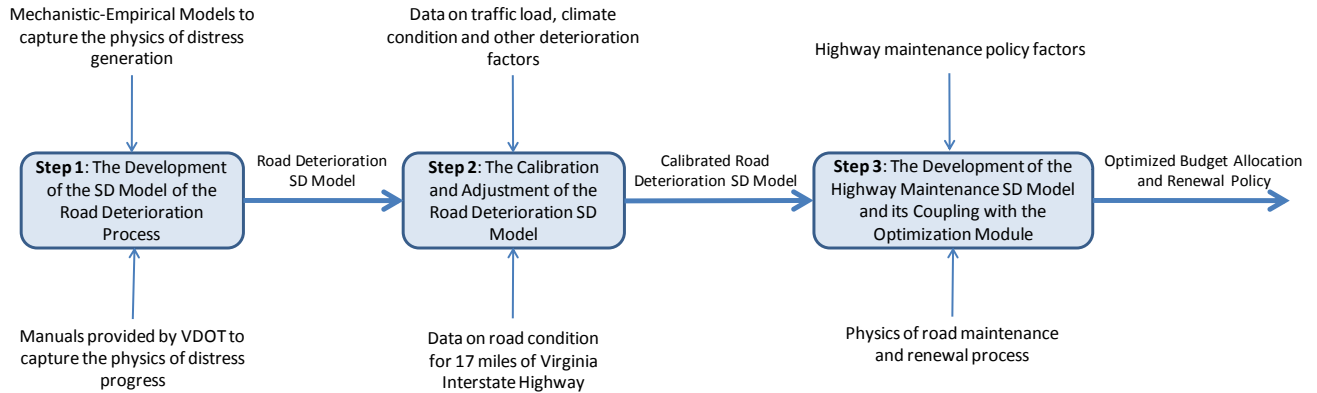 Mechanistic-Empirical Models to
capture the physics of distress
generation
Data on traffic load, climate
condition and other deterioration
factors
Highway maintenance policy factors
Step 1: The Development
of the SD Model of the
Road Deterioration
Process
Road Deterioration
SD Model
Step 2: The Calibration
and Adjustment of the
Road Deterioration SD
Model
Calibrated Road
Deterioration SD Model
Step 3: The Development of the
Highway Maintenance SD Model
and its Coupling with the
Optimization Module
Optimized Budget Allocation
and Renewal Policy
Manuals provided by VDOT to
capture the physics of distress
progress
Data on road condition
for 17 miles of Virginia
Interstate Highway
Physics of road maintenance
and renewal process